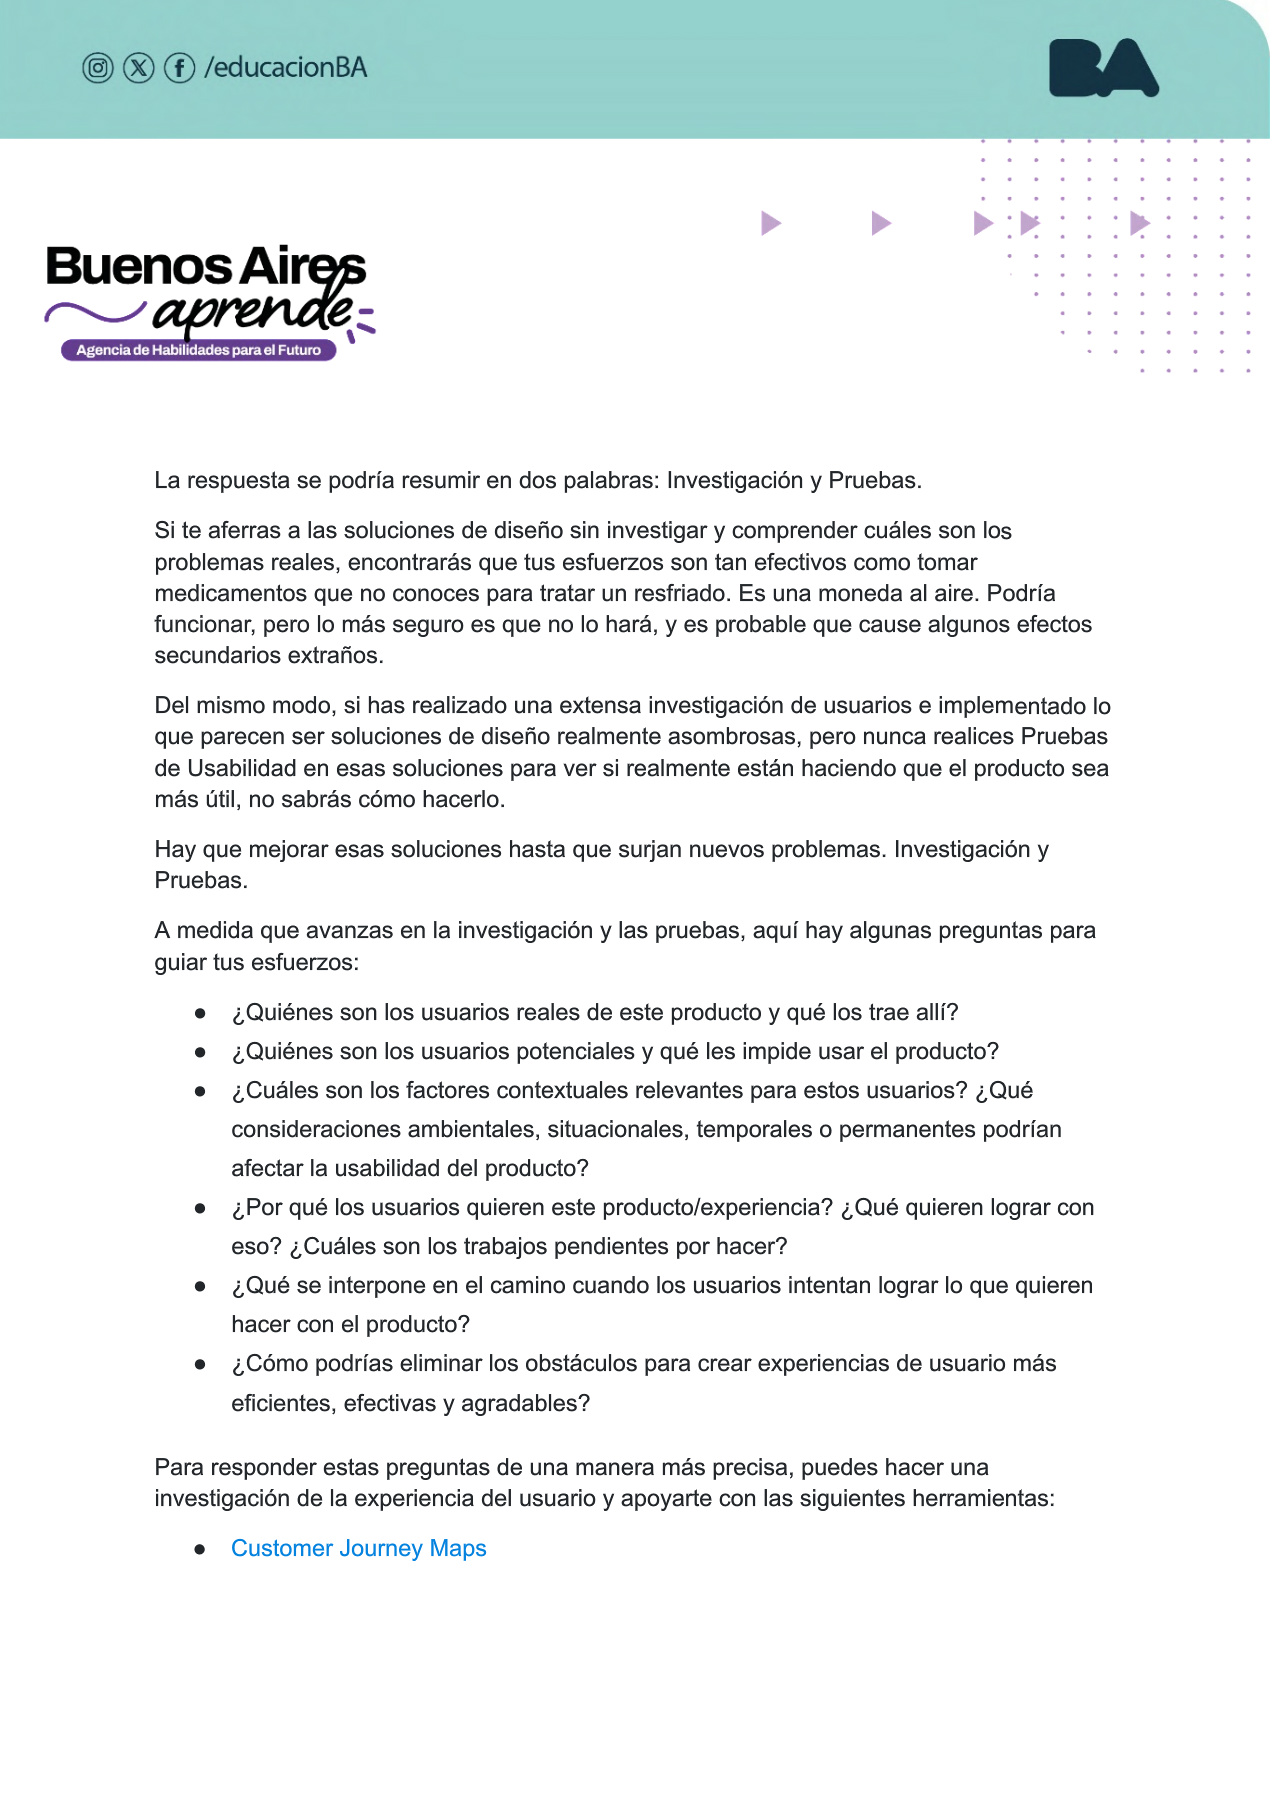 /educacionBA
BA
Buenos Aires
aprende
Agencia de Habilidades para el Futuro
La respuesta se podría resumir en dos palabras: Investigación y Pruebas.
Si te aferras a las soluciones de diseño sin investigar y comprender cuáles son los
problemas reales, encontrarás que tus esfuerzos son tan efectivos como tomar
medicamentos que no conoces para tratar un resfriado. Es una moneda al aire. Podría
funcionar, pero lo más seguro es que no lo hará, y es probable que cause algunos efectos
secundarios extraños.
Del mismo modo, si has realizado una extensa investigación de usuarios e implementado lo
que parecen ser soluciones de diseño realmente asombrosas, pero nunca realices Pruebas
de Usabilidad en esas soluciones para ver si realmente están haciendo que el producto sea
más útil, no sabrás cómo hacerlo.
Hay que mejorar esas soluciones hasta que surjan nuevos problemas. Investigación y
Pruebas.
A medida que avanzas en la investigación y las pruebas, aquí hay algunas preguntas para
guiar tus esfuerzos:
● ¿Quiénes son los usuarios reales de este producto y qué los trae allí?
● ¿Quiénes son los usuarios potenciales y qué les impide usar el producto?
● ¿Cuáles son los factores contextuales relevantes para estos usuarios? ¿Qué
consideraciones ambientales, situacionales, temporales o permanentes podrían
afectar la usabilidad del producto?
● ¿Por qué los usuarios quieren este producto/experiencia? ¿Qué quieren lograr con
eso? ¿Cuáles son los trabajos pendientes por hacer?
● ¿Qué se interpone en el camino cuando los usuarios intentan lograr lo que quieren
hacer con el producto?
● ¿Cómo podrías eliminar los obstáculos para crear experiencias de usuario más
eficientes, efectivas y agradables?
Para responder estas preguntas de una manera más precisa, puedes hacer una
investigación de la experiencia del usuario y apoyarte con las siguientes herramientas:
● Customer Journey Maps